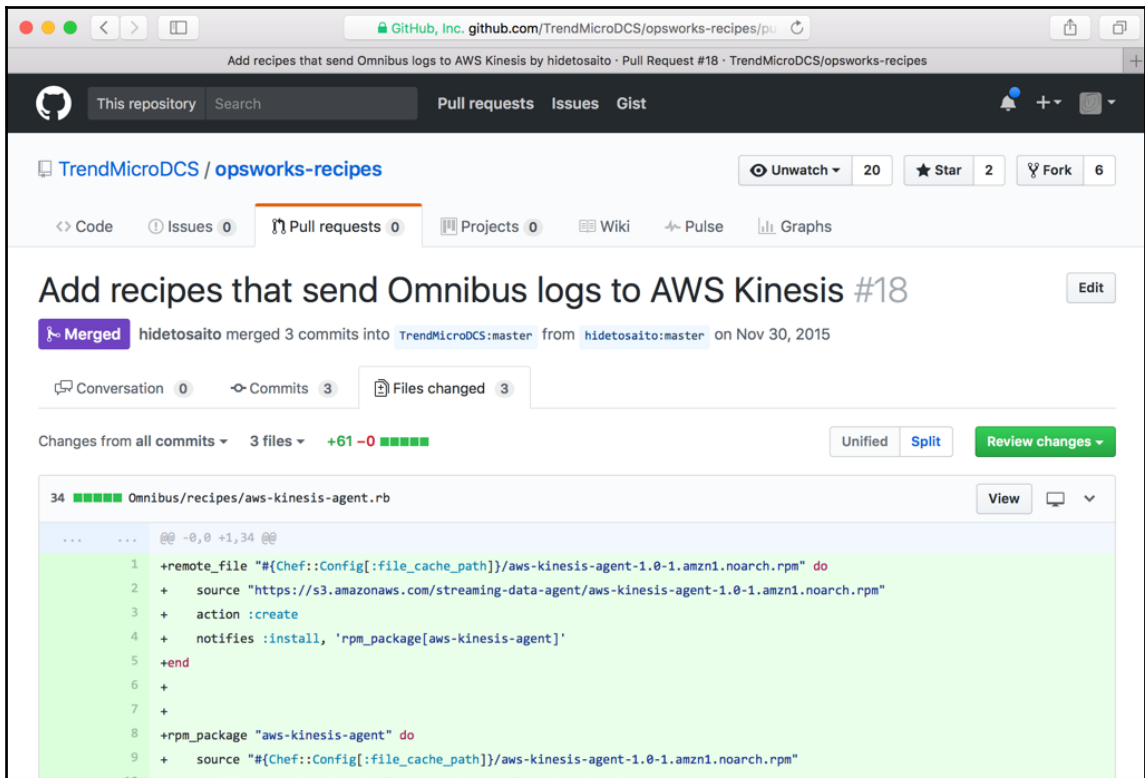 GitHub, Inc. github.com/TrendMicroDCS/opsworks-recipes/pu
Add recipes that send Omnibus logs to AWS Kinesis by hidetosaito · Pull Request #18 · TrendMicroDCS/opsworks-recipes
This repository Search Pull requests Issues Gist
TrendMicroDCS / opsworks-recipes Unwatch 20 Star 2 Fork 6
<> Code Issues 0 Pull requests 0 Projects 0 Wiki Pulse Graphs
Add recipes that send Omnibus logs to AWS Kinesis #18 Edit
Merged hidetosaito merged 3 commits into TrendMicroDCS:master from hidetosaito:master on Nov 30, 2015
Conversation 0 Commits 3 Files changed 3
Changes from all commits 3 files +61 −0 Unified Split Review changes
34 Omnibus/recipes/aws-kinesis-agent.rb View
... ... @@ -0,0 +1,34 @@
1 +remote_file "#{Chef::Config[:file_cache_path]}/aws-kinesis-agent-1.0-1.amzn1.noarch.rpm" do
2 + source "https://s3.amazonaws.com/streaming-data-agent/aws-kinesis-agent-1.0-1.amzn1.noarch.rpm"
3 + action :create
4 + notifies :install, 'rpm_package[aws-kinesis-agent]'
5 +end
6 +
7 +
8 +rpm_package "aws-kinesis-agent" do
9 + source "#{Chef::Config[:file_cache_path]}/aws-kinesis-agent-1.0-1.amzn1.noarch.rpm"